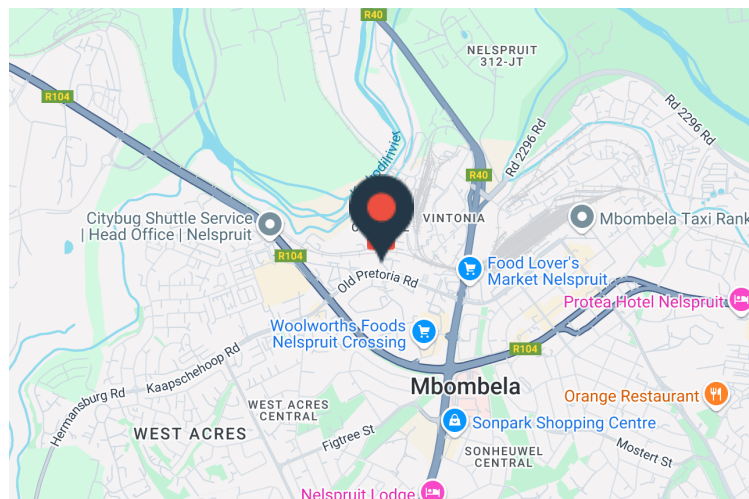 R40
NELSPRUIT
312-JT
R104
Rd 2296 Rd
Rd 2296 Rd
R40
Citybug Shuttle Service
| Head Office | Nelspruit
VINTONIA
Mbombela Taxi Rank
R104
Old Pretoria Rd
Food Lover's
Market Nelspruit
Protea Hotel Nelspruit
Woolworths Foods
Nelspruit Crossing
R104
Kaapschehoop Rd
Hermansburg Rd
Mbombela
Orange Restaurant
WEST ACRES
CENTRAL
WEST ACRES
Figtree St
Sonpark Shopping Centre
SONHEUWEL
CENTRAL
Mostert St
Nelspruit Lodge